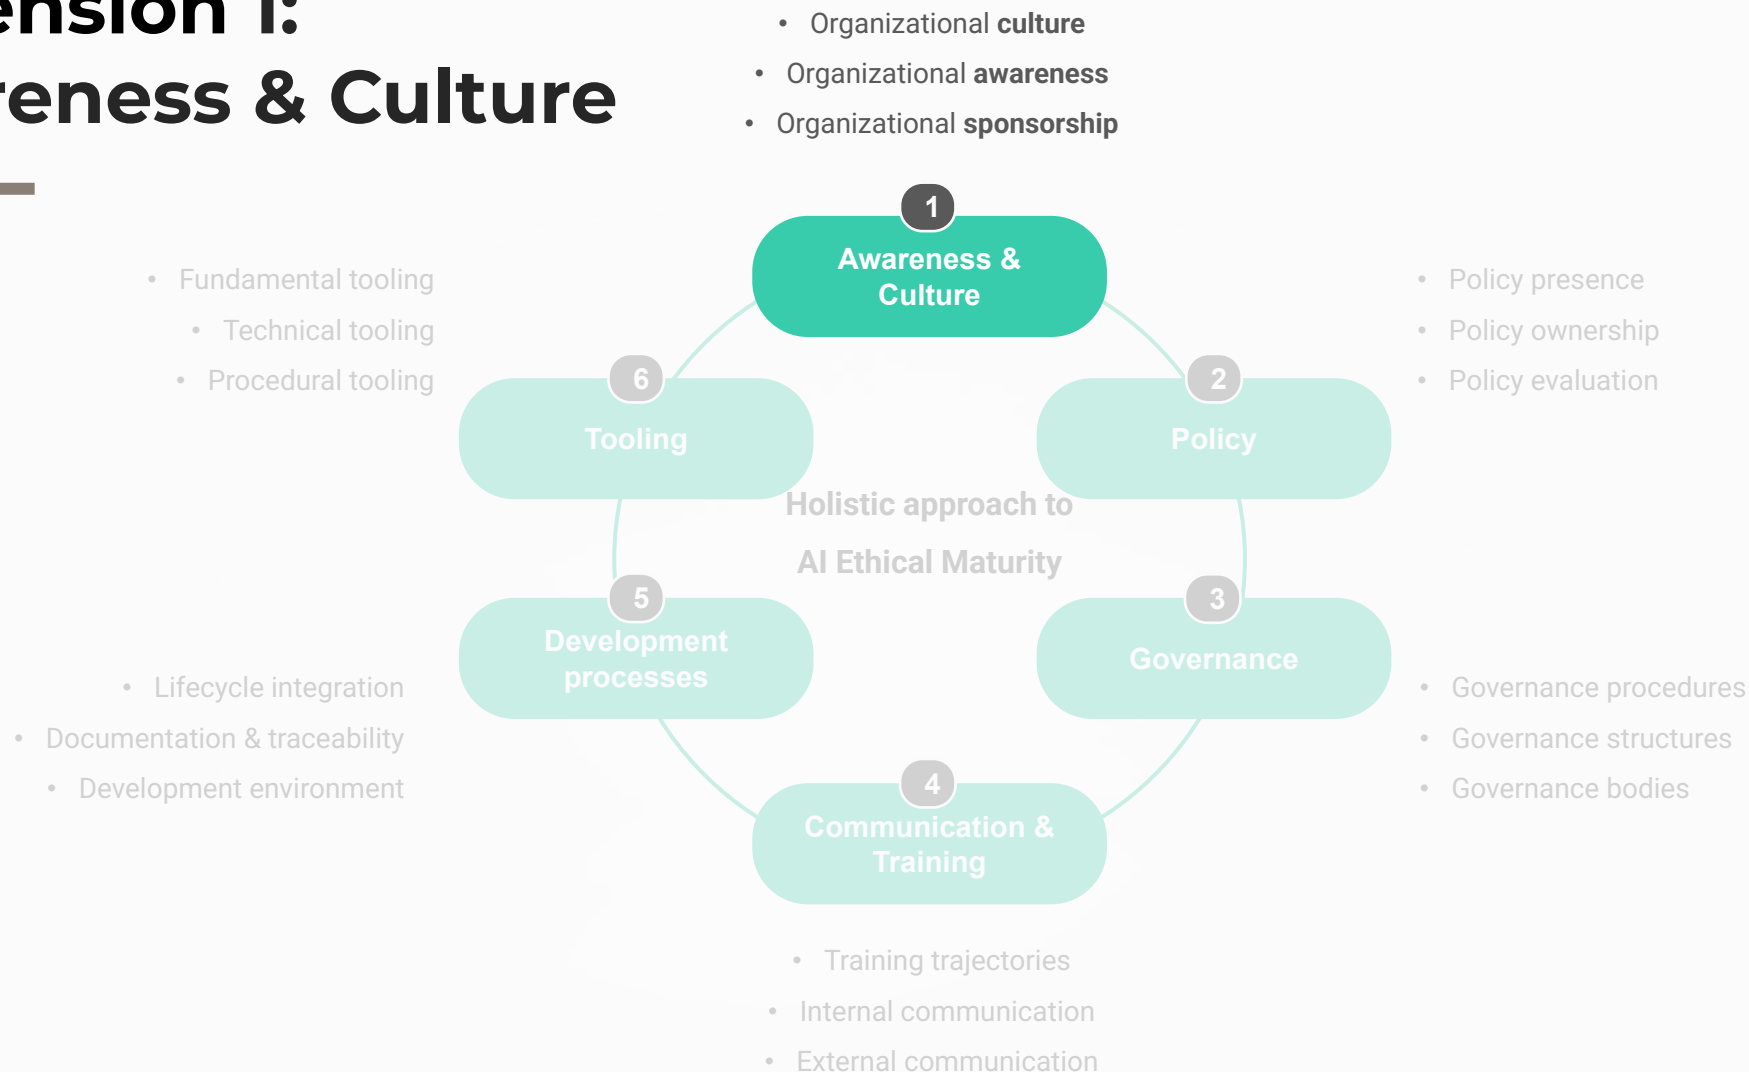 ension 1:
reness & Culture
• Organizational culture
• Organizational awareness
• Organizational sponsorship
1
Awareness &
Culture
• Fundamental tooling
• Technical tooling
• Procedural tooling
6
Tooling
2
Policy
• Policy presence
• Policy ownership
• Policy evaluation
Holistic approach to
AI Ethical Maturity
5
Development
processes
• Lifecycle integration
• Documentation & traceability
• Development environment
3
Governance
• Governance procedures
• Governance structures
• Governance bodies
4
Communication &
Training
• Training trajectories
• Internal communication
• External communication